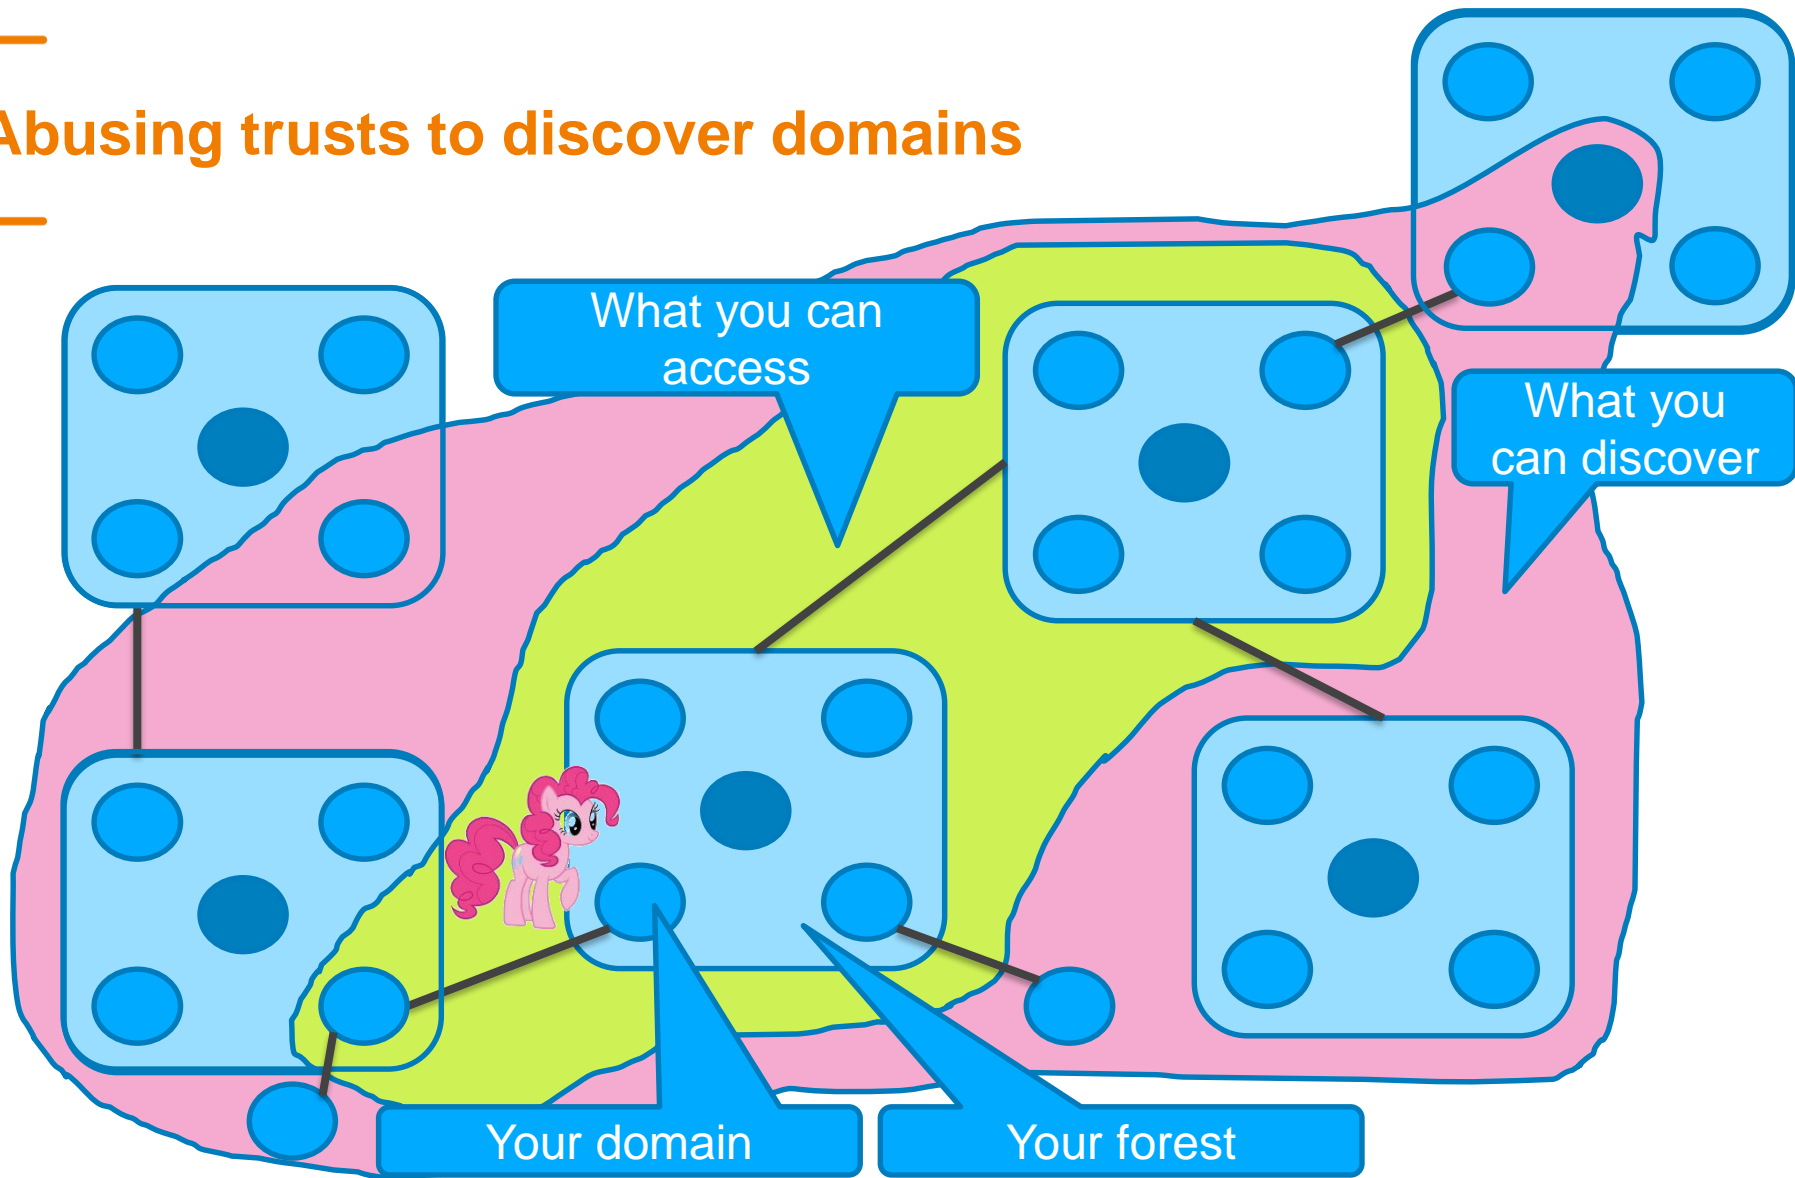 Abusing trusts to discover domains
What you can
access
What you
can discover
Your domain
Your forest